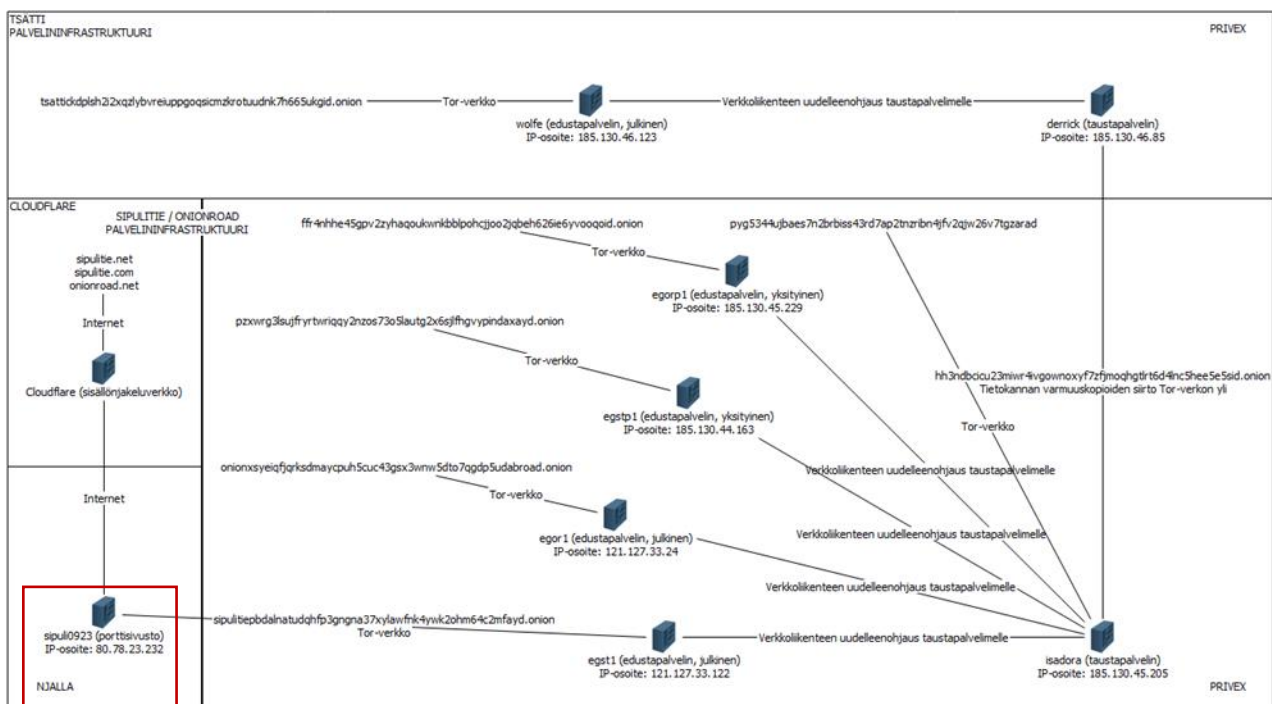 TSÄTTI
PALVELININFRASTRUKTUURI
PRIVEX
tsattickdplsh2i2xqzlybvreiuppgoqsicmzkrotuudnk7h665ukgid.onion
Tor-verkko
wolfe (edustapalvelin, julkinen)
IP-osoite: 185.130.46.123
Verkkoliikenteen uudelleenohjaus taustapalvelimelle
derrick (taustapalvelin)
IP-osoite: 185.130.46.85
CLOUDFLARE
SIPULITIE / ONIONROAD
PALVELININFRASTRUKTUURI
sipulitie.net
sipulitie.com
onionroad.net
Internet
Cloudflare (sisällönjakeluverkko)
Internet
ffr4nhhe45gpv2zyhaqoukwnkbblpohcjjoo2jqbeh626ie6yvooqoid.onion
Tor-verkko
egorp1 (edustapalvelin, yksityinen)
IP-osoite: 185.130.45.229
pyg5344ujbaes7n2brbiss43rd7ap2tnzribn4jfv2qjw26v7tgzarad
pzxwrg3lsujfryrtwriqqy2nzos73o5lautg2x6sjlfhgvypindaxayd.onion
Tor-verkko
egstp1 (edustapalvelin, yksityinen)
IP-osoite: 185.130.44.163
hh3ndbcicu23miwr4ivgownoxyf7zfjmoqhgtlrt6d4lnc5hee5e5sid.onion
Tietokannan varmuuskopioiden siirto Tor-verkon yli
Tor-verkko
Verkkoliikenteen uudelleenohjaus taustapalvelimelle
onionxsyeiqfjqrksdmaycpuh5cuc43gsx3wnw5dto7qgdp5udabroad.onion
Tor-verkko
egor1 (edustapalvelin, julkinen)
IP-osoite: 121.127.33.24
Verkkoliikenteen uudelleenohjaus taustapalvelimelle
Verkkoliikenteen uudelleenohjaus taustapalvelimelle
sipuli0923 (porttisivusto)
IP-osoite: 80.78.23.232
NJALLA
sipulitiepbdalnatudqhfp3gngna37xylawfnk4ywk2ohm64c2mfayd.onion
Tor-verkko
egst1 (edustapalvelin, julkinen)
IP-osoite: 121.127.33.122
Verkkoliikenteen uudelleenohjaus taustapalvelimelle
isadora (taustapalvelin)
IP-osoite: 185.130.45.205
PRIVEX